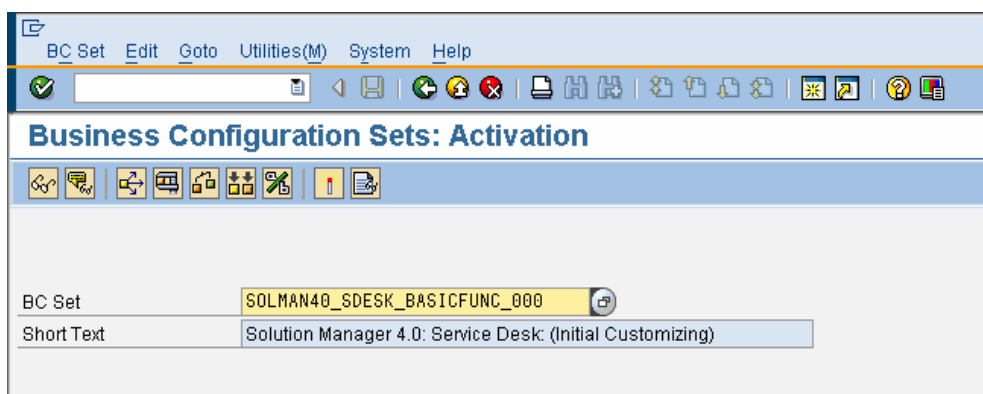 BC Set Edit Goto Utilities(M) System Help
Business Configuration Sets: Activation
BC Set SOLMAN40_SDESK_BASICFUNC_000
Short Text Solution Manager 4.0: Service Desk: (Initial Customizing)